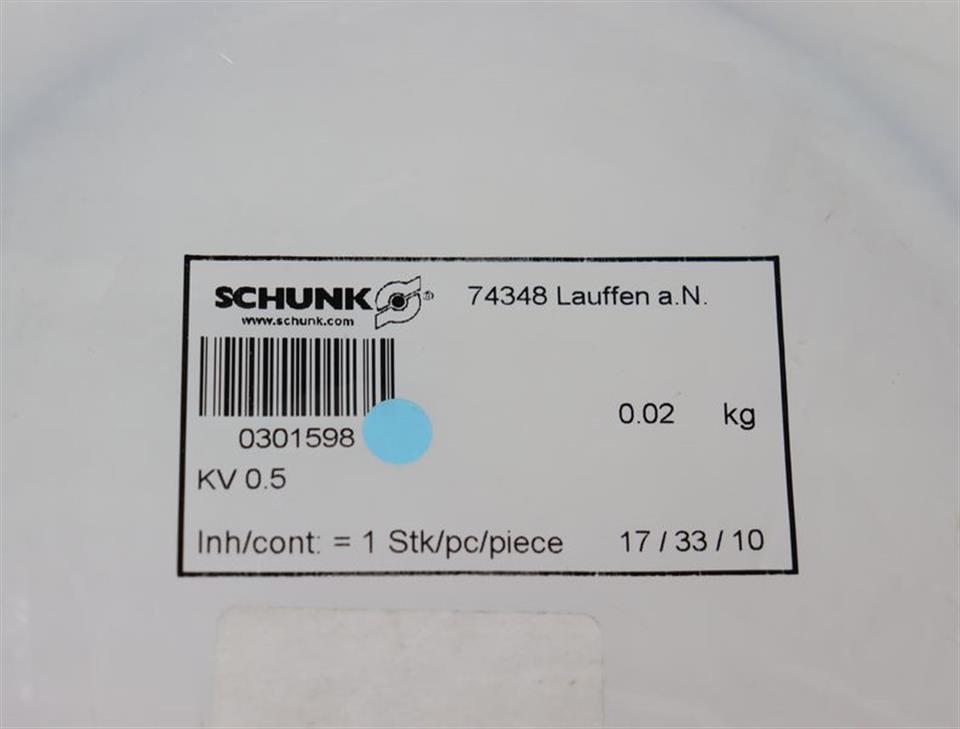 SCHUNK ® 74348 Lauffen a.N.
www.schunk.com
0.02 kg
0301598
KV 0.5
Inh/cont: = 1 Stk/pc/piece 17 / 33 / 10